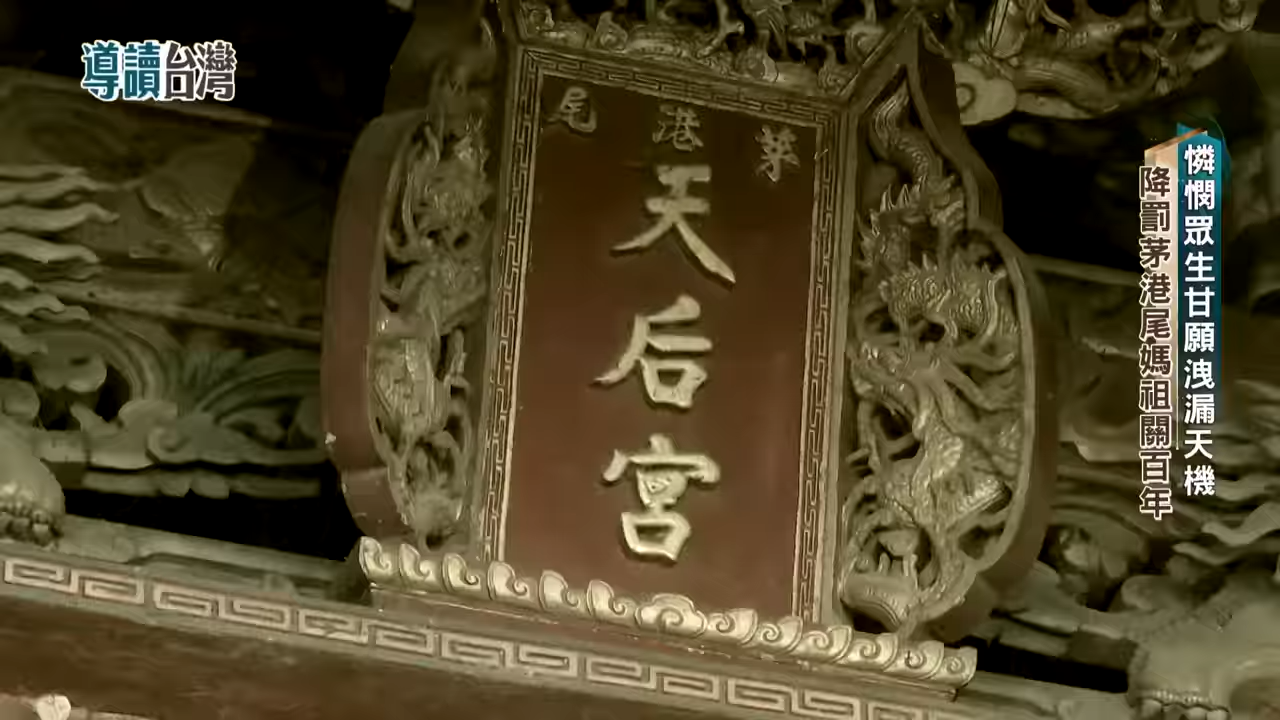 導讀台灣
茅港尾
天后宮
憐憫眾生甘願洩漏天機
降罰茅港尾媽祖關百年